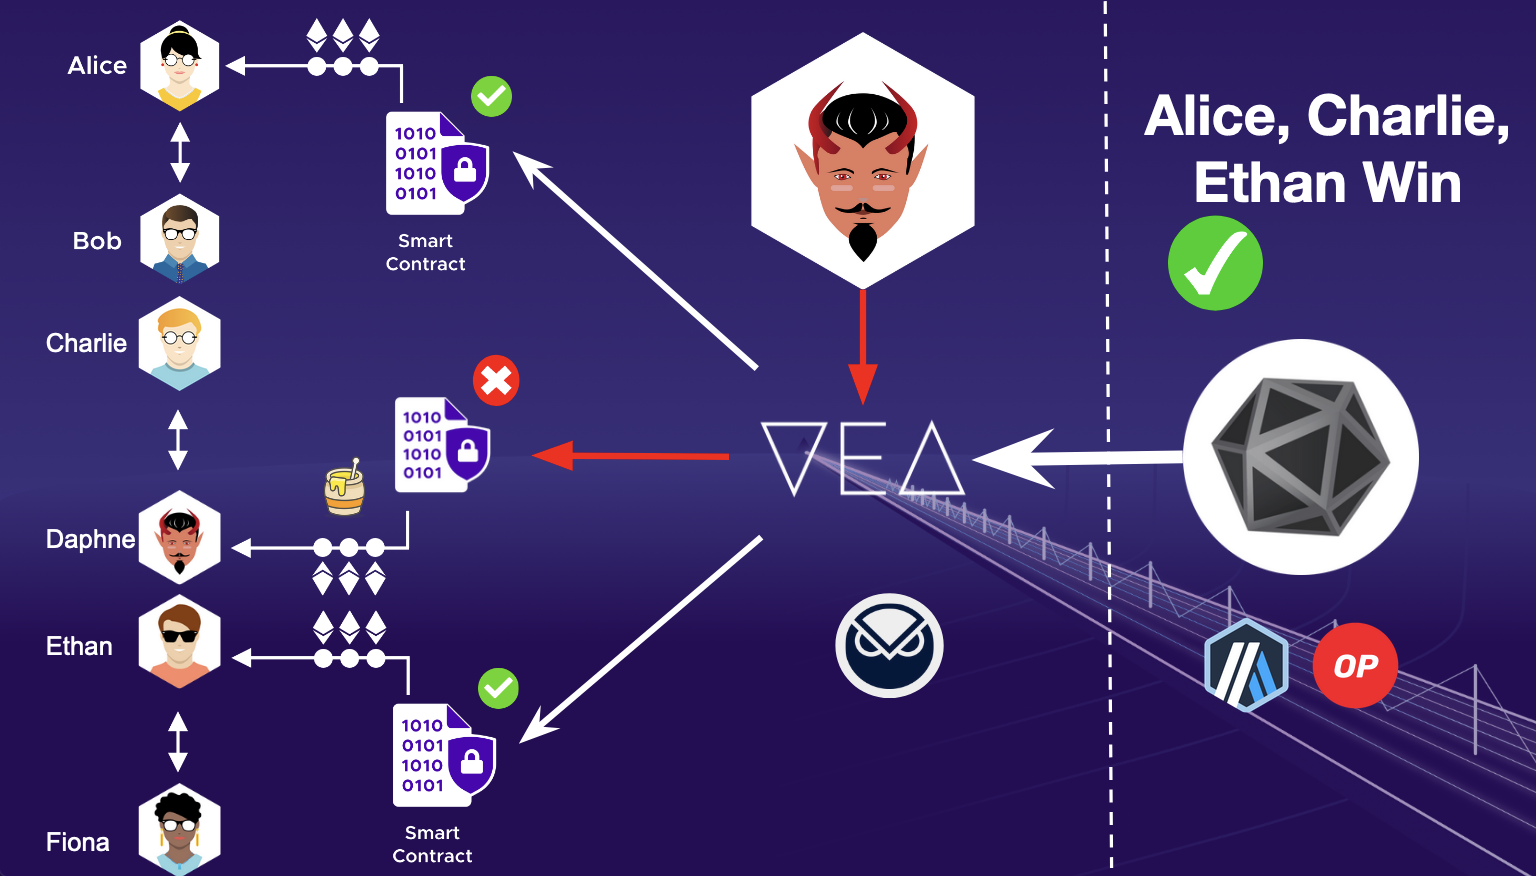 Alice
Bob
Charlie
Daphne
Ethan
Fiona
1010
0101
1010
0101
Smart
Contract
1010
0101
1010
0101
1010
0101
1010
0101
Smart
Contract
VEA
Alice, Charlie,
Ethan Win
OP